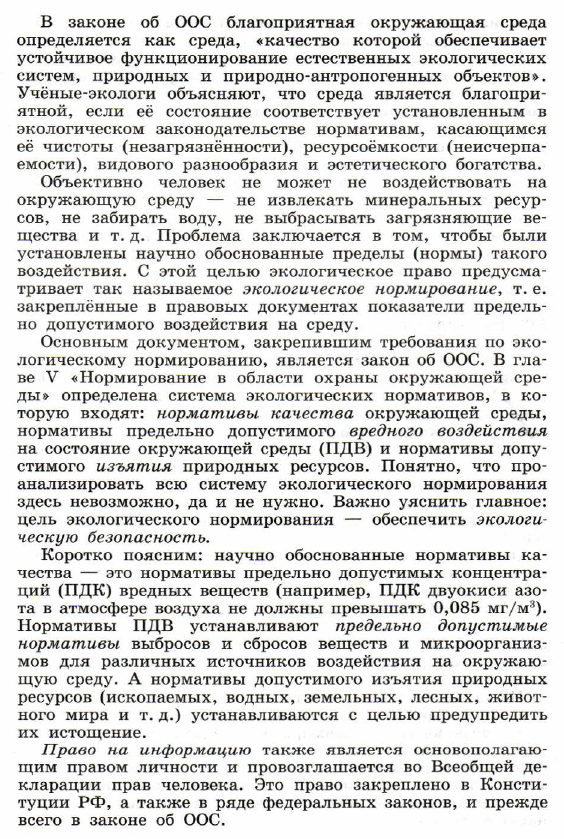 В законе об ООС благоприятная окружающая среда
определяется как среда, «качество которой обеспечивает
устойчивое функционирование естественных экологических
систем, природных и природно-антропогенных объектов».
Учёные-экологи объясняют, что среда является благопри-
ятной, если её состояние соответствует установленным в
экологическом законодательстве нормативам, касающимся
её чистоты (незагрязнённости), ресурсоёмкости (неисчерпа-
емости), видового разнообразия и эстетического богатства.
Объективно человек не может не воздействовать на
окружающую среду — не извлекать минеральных ресур-
сов, не забирать воду, не выбрасывать загрязняющие ве-
щества и т. д. Проблема заключается в том, чтобы были
установлены научно обоснованные пределы (нормы) такого
воздействия. С этой целью экологическое право предусма-
тривает так называемое экологическое нормирование, т. е.
закреплённые в правовых документах показатели предель-
но допустимого воздействия на среду.
Основным документом, закрепившим требования по эко-
логическому нормированию, является закон об ООС. В гла-
ве V «Нормирование в области охраны окружающей сре-
ды» определена система экологических нормативов, в ко-
торую входят: нормативы качества окружающей среды,
нормативы предельно допустимого вредного воздействия
на состояние окружающей среды (ПДВ) и нормативы допу-
стимого изъятия природных ресурсов. Понятно, что про-
анализировать всю систему экологического нормирования
здесь невозможно, да и не нужно. Важно уяснить главное:
цель экологического нормирования — обеспечить экологи-
ческую безопасность.
Коротко поясним: научно обоснованные нормативы ка-
чества — это нормативы предельно допустимых концентра-
ций (ПДК) вредных веществ (например, ПДК двуокиси азо-
та в атмосфере воздуха не должны превышать 0,085 мг/м³).
Нормативы ПДВ устанавливают предельно допустимые
нормативы выбросов и сбросов веществ и микроорганиз-
мов для различных источников воздействия на окружаю-
щую среду. А нормативы допустимого изъятия природных
ресурсов (ископаемых, водных, земельных, лесных, живот-
ного мира и т. д.) устанавливаются с целью предупредить
их истощение.
Право на информацию также является основополагаю-
щим правом личности и провозглашается во Всеобщей де-
кларации прав человека. Это право закреплено в Консти-
туции РФ, а также в ряде федеральных законов, и прежде
всего в законе об ООС.